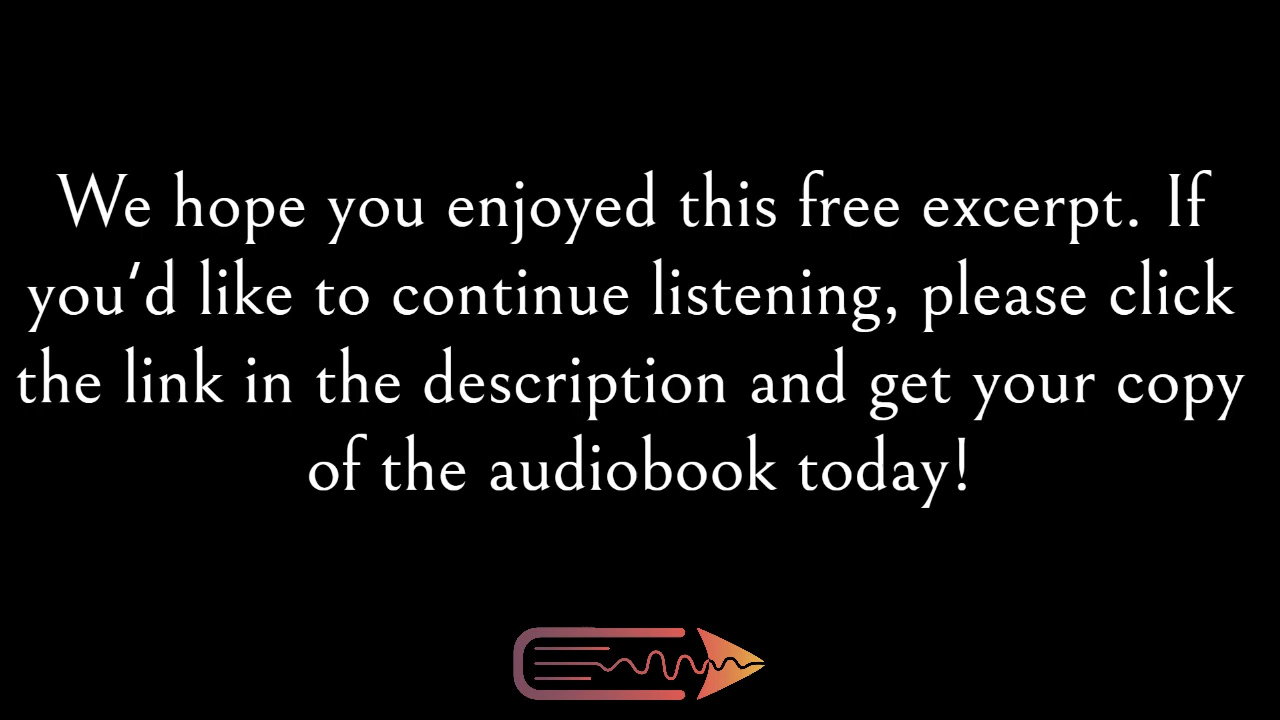 We hope you enjoyed this free excerpt. If
you'd like to continue listening, please click
the link in the description and get your copy
of the audiobook today!